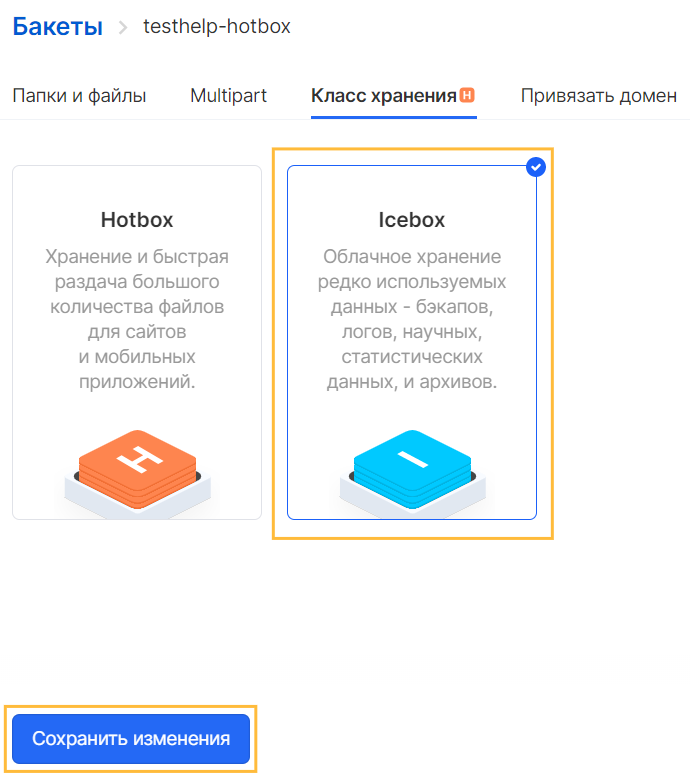 Бакеты > testhelp-hotbox
Папки и файлы Multipart Класс хранения H Привязать домен
Hotbox
Хранение и быстрая
раздача большого
количества файлов
для сайтов
и мобильных
приложений.
H
Icebox
Облачное хранение
редко используемых
данных - бэкапов,
логов, научных,
статистических
данных, и архивов.
I
Сохранить изменения